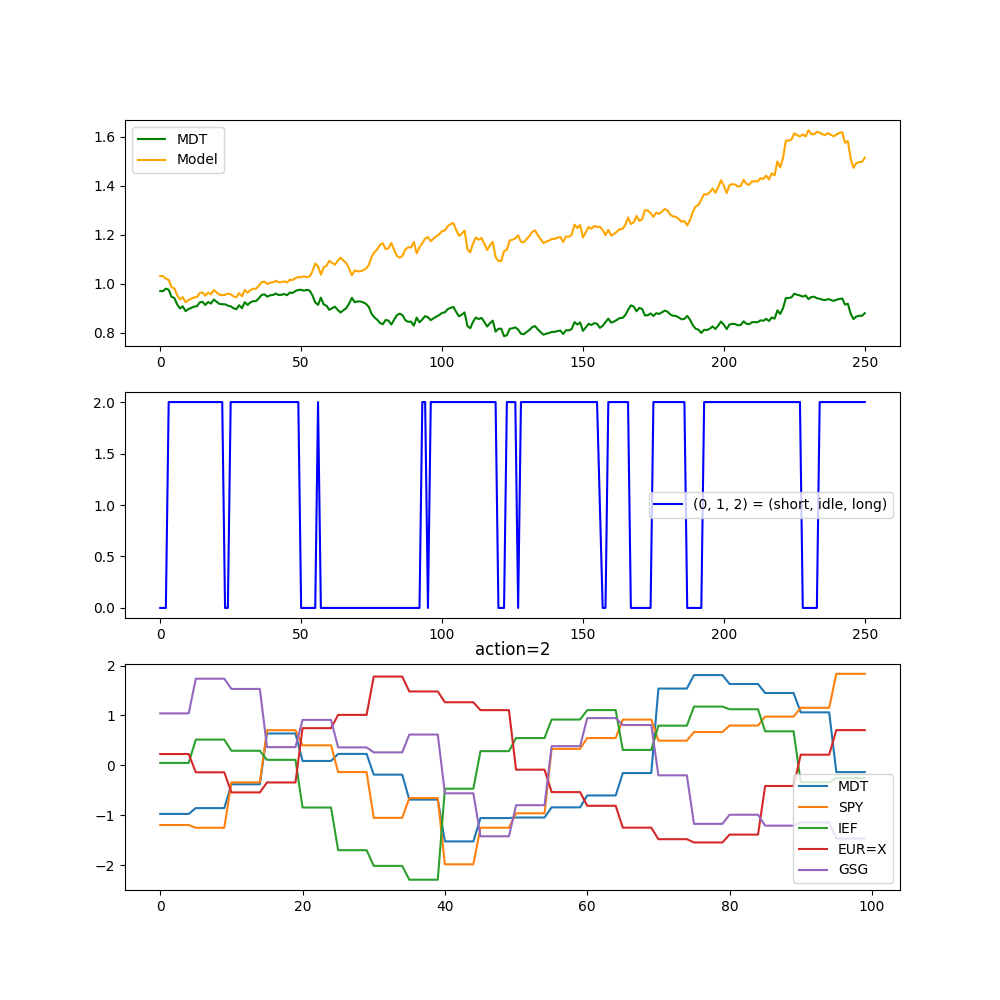 1.6
1.4
1.2
1.0
0.8
MDT
Model
0 50 100 150 200 250
2.0
1.5
1.0
0.5
0.0
(0, 1, 2) = (short, idle, long)
0 50 100 150 200 250
action=2
2
1
0
−1
−2
MDT
SPY
IEF
EUR=X
GSG
0 20 40 60 80 100